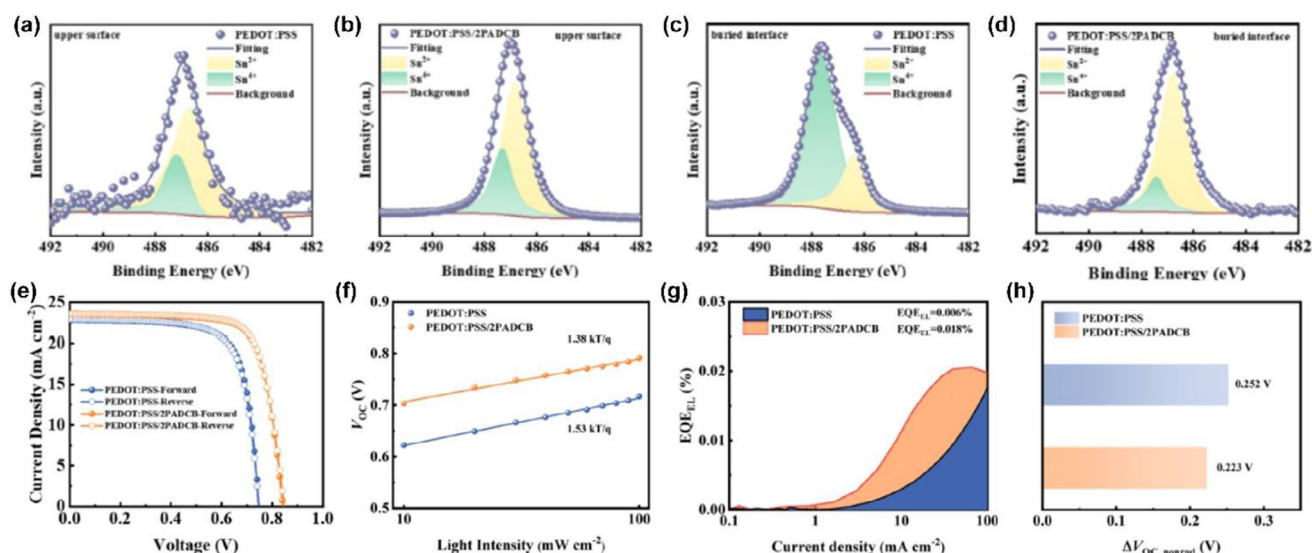 (a)
upper surface
PEDOT:PSS
Fitting
Sn²⁺
Sn⁴⁺
Background
Intensity (a.u.)
492 490 488 486 484 482
Binding Energy (eV)
(b)
PEDOT:PSS/2PADCB
upper surface
Fitting
Sn²⁺
Sn⁴⁺
Background
Intensity (a.u.)
492 490 488 486 484 482
Binding Energy (eV)
(c)
buried interface
PEDOT:PSS
Fitting
Sn²⁺
Sn⁴⁺
Background
Intensity (a.u.)
492 490 488 486 484 482
Binding Energy (eV)
(d)
PEDOT:PSS/2PADCB
buried interface
Fitting
Sn²⁺
Sn⁴⁺
Background
Intensity (a.u.)
492 490 488 486 484 482
Binding Energy (eV)
(e)
Current Density (mA cm⁻²)
25
20
15
10
5
0
PEDOT:PSS-Forward
PEDOT:PSS-Reverse
PEDOT:PSS/2PADCB-Forward
PEDOT:PSS/2PADCB-Reverse
0.0 0.2 0.4 0.6 0.8 1.0
Voltage (V)
(f)
V_OC (V)
0.9
0.8
0.7
0.6
0.5
PEDOT:PSS
PEDOT:PSS/2PADCB
1.38 kT/q
1.53 kT/q
10 100
Light Intensity (mW cm⁻²)
(g)
EQE_EL (%)
0.03
0.02
0.01
0.00
PEDOT:PSS EQE_EL=0.006%
PEDOT:PSS/2PADCB EQE_EL=0.018%
0.1 1 10 100
Current density (mA cm⁻²)
(h)
PEDOT:PSS
PEDOT:PSS/2PADCB
0.252 V
0.223 V
0.0 0.1 0.2 0.3
ΔV_OC, nonrad (V)